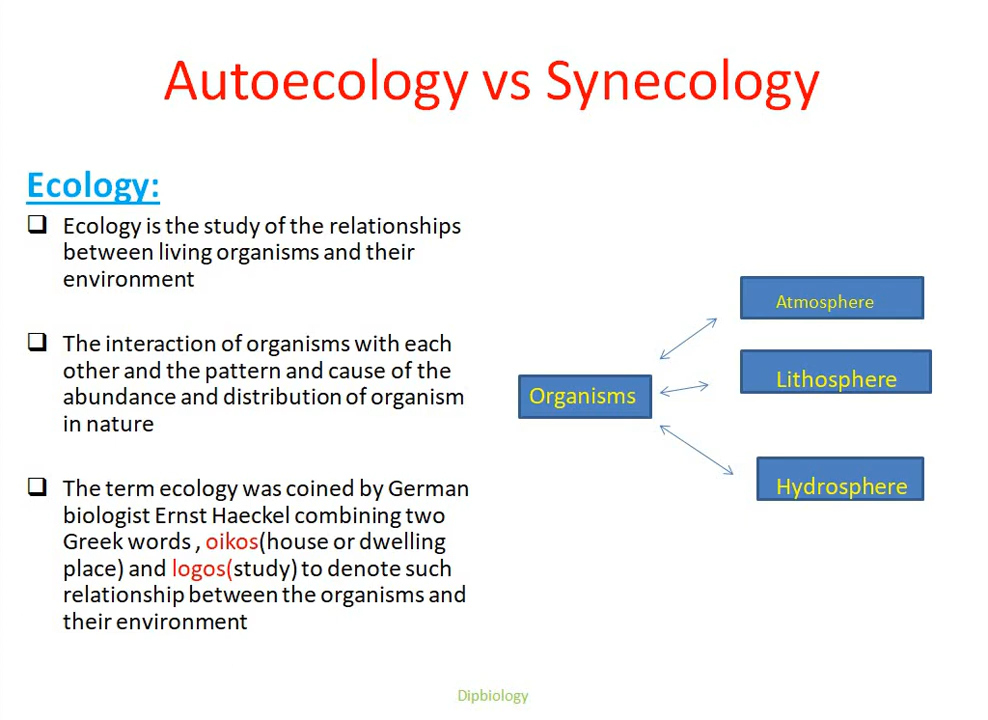 Autoecology vs Synecology
Ecology:
Ecology is the study of the relationships
between living organisms and their
environment
The interaction of organisms with each
other and the pattern and cause of the
abundance and distribution of organism
in nature
The term ecology was coined by German
biologist Ernst Haeckel combining two
Greek words , oikos(house or dwelling
place) and logos(study) to denote such
relationship between the organisms and
their environment
Organisms
Atmosphere
Lithosphere
Hydrosphere
Dipbiology